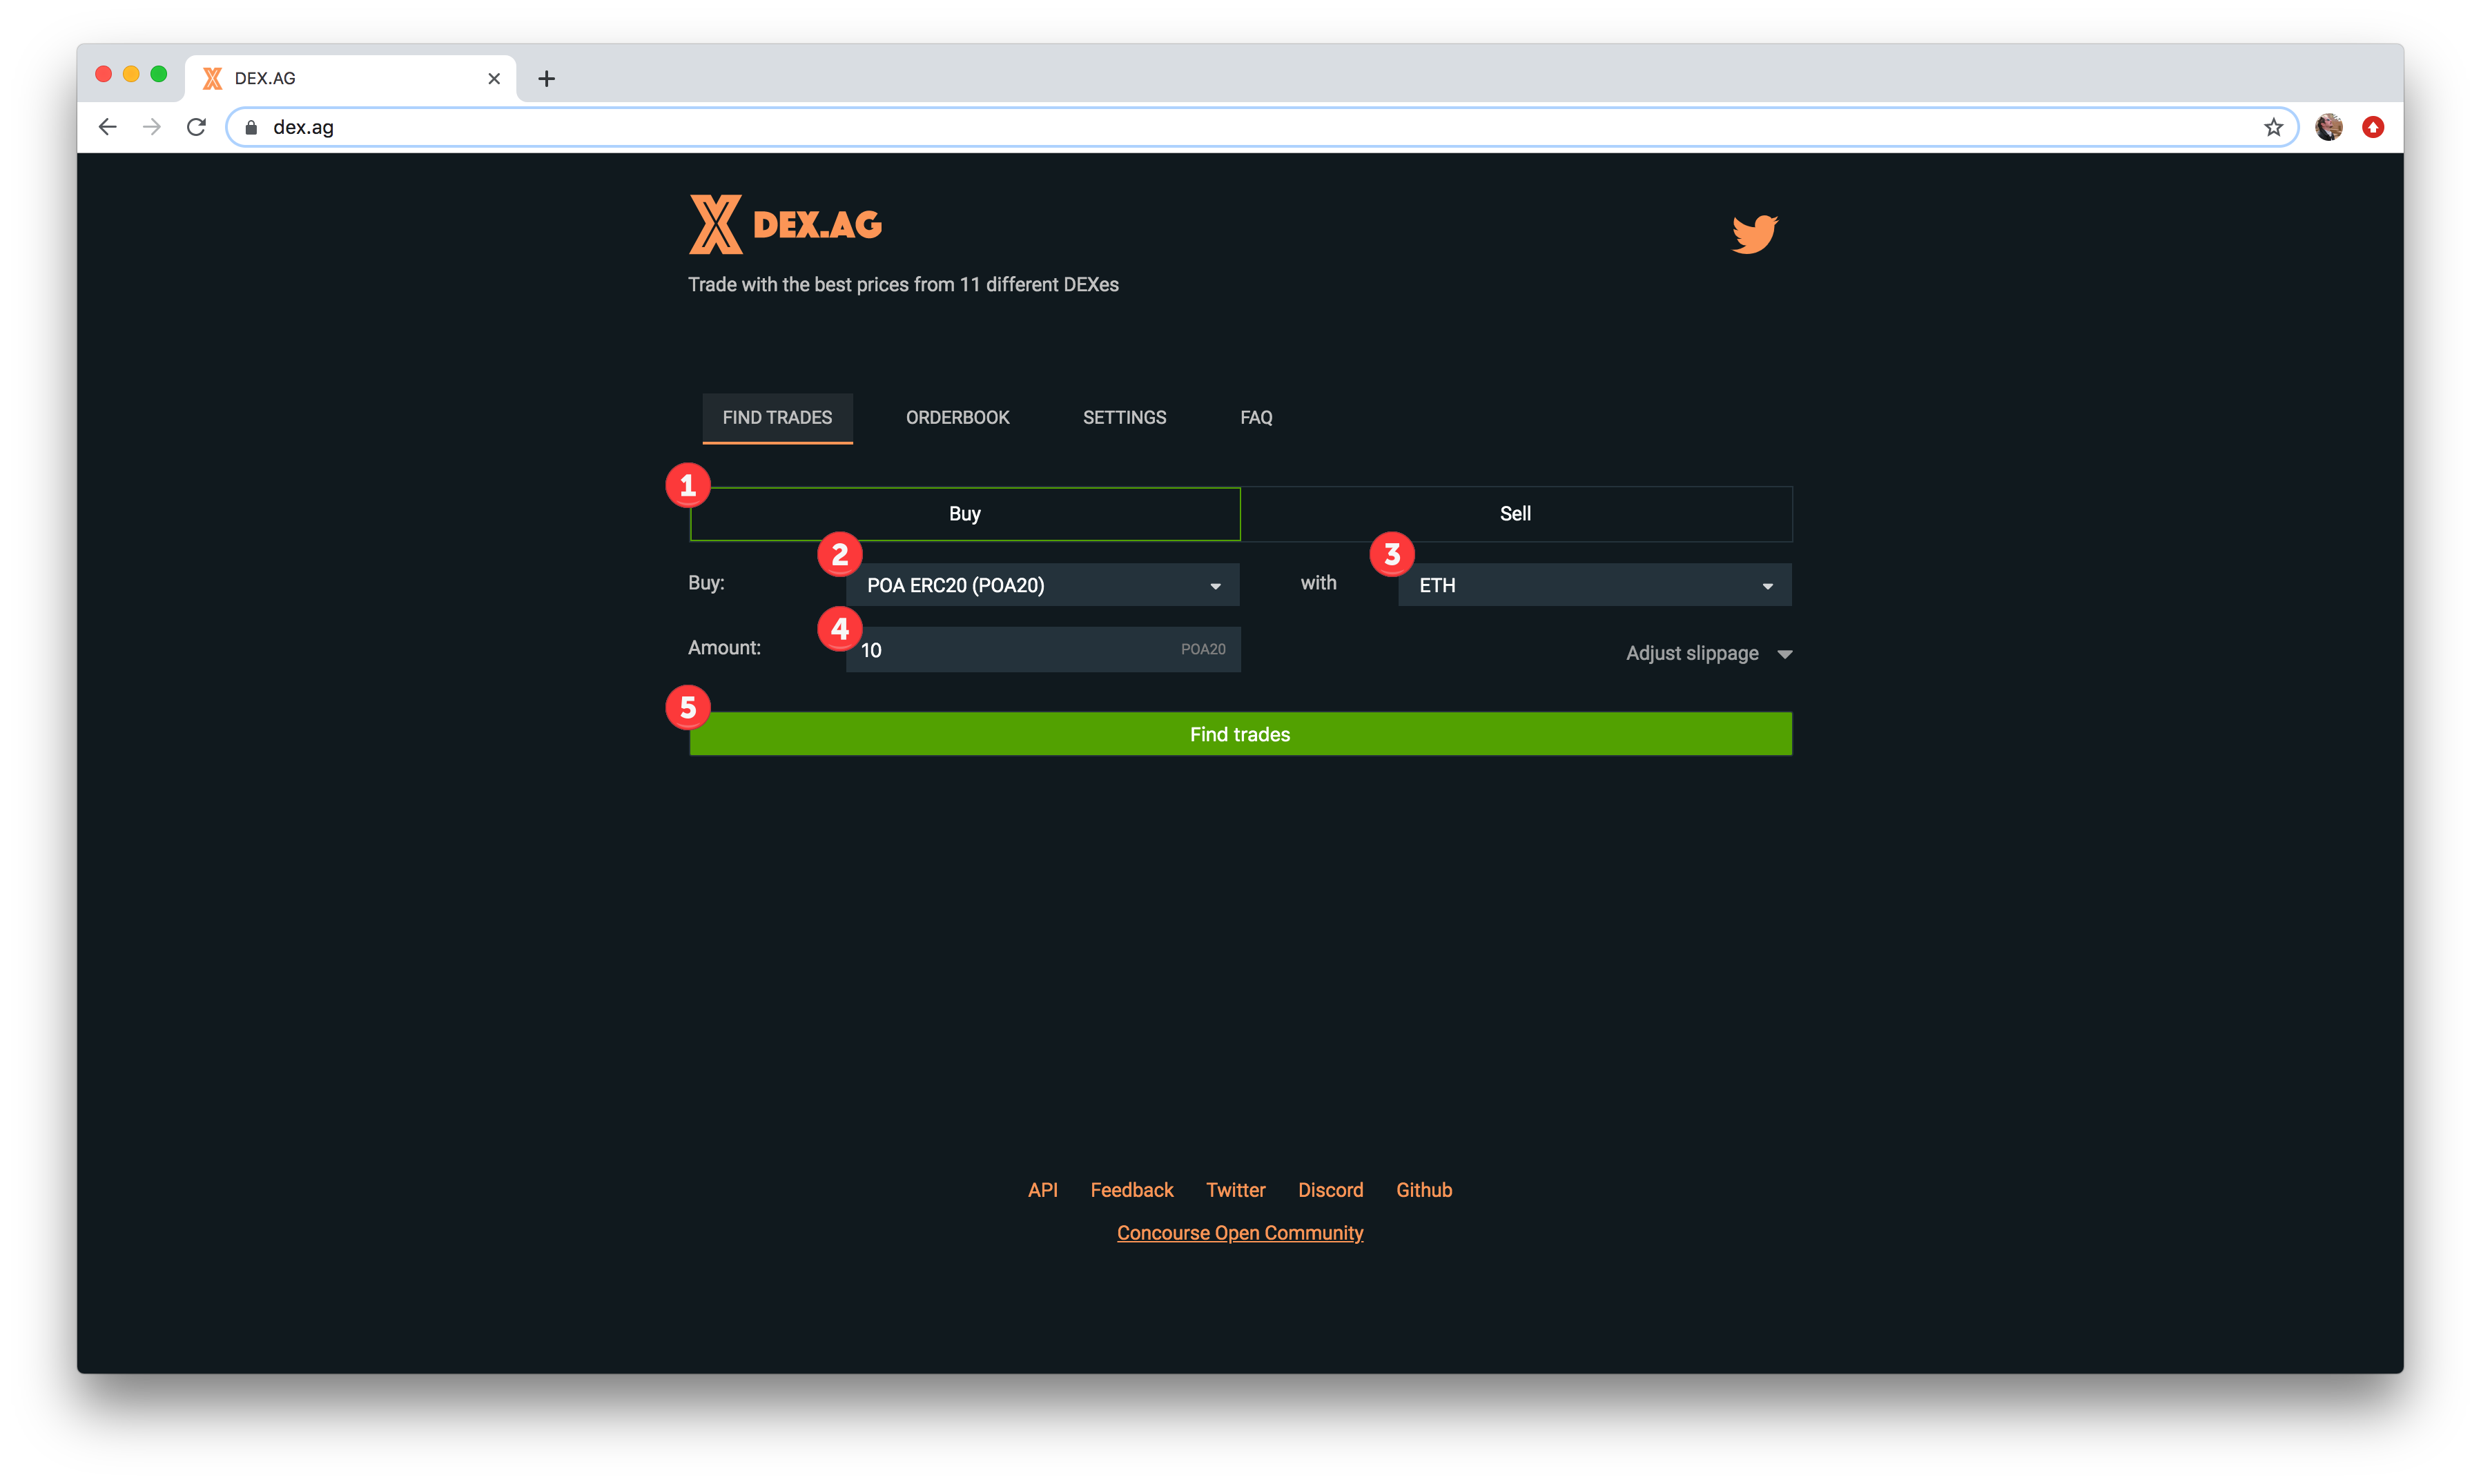 DEX.AG
dex.ag
DEX.AG
Trade with the best prices from 11 different DEXes
FIND TRADES ORDERBOOK SETTINGS FAQ
1
Buy Sell
2 3
Buy: POA ERC20 (POA20) with ETH
4
Amount: 10 POA20 Adjust slippage
5
Find trades
API Feedback Twitter Discord Github
Concourse Open Community